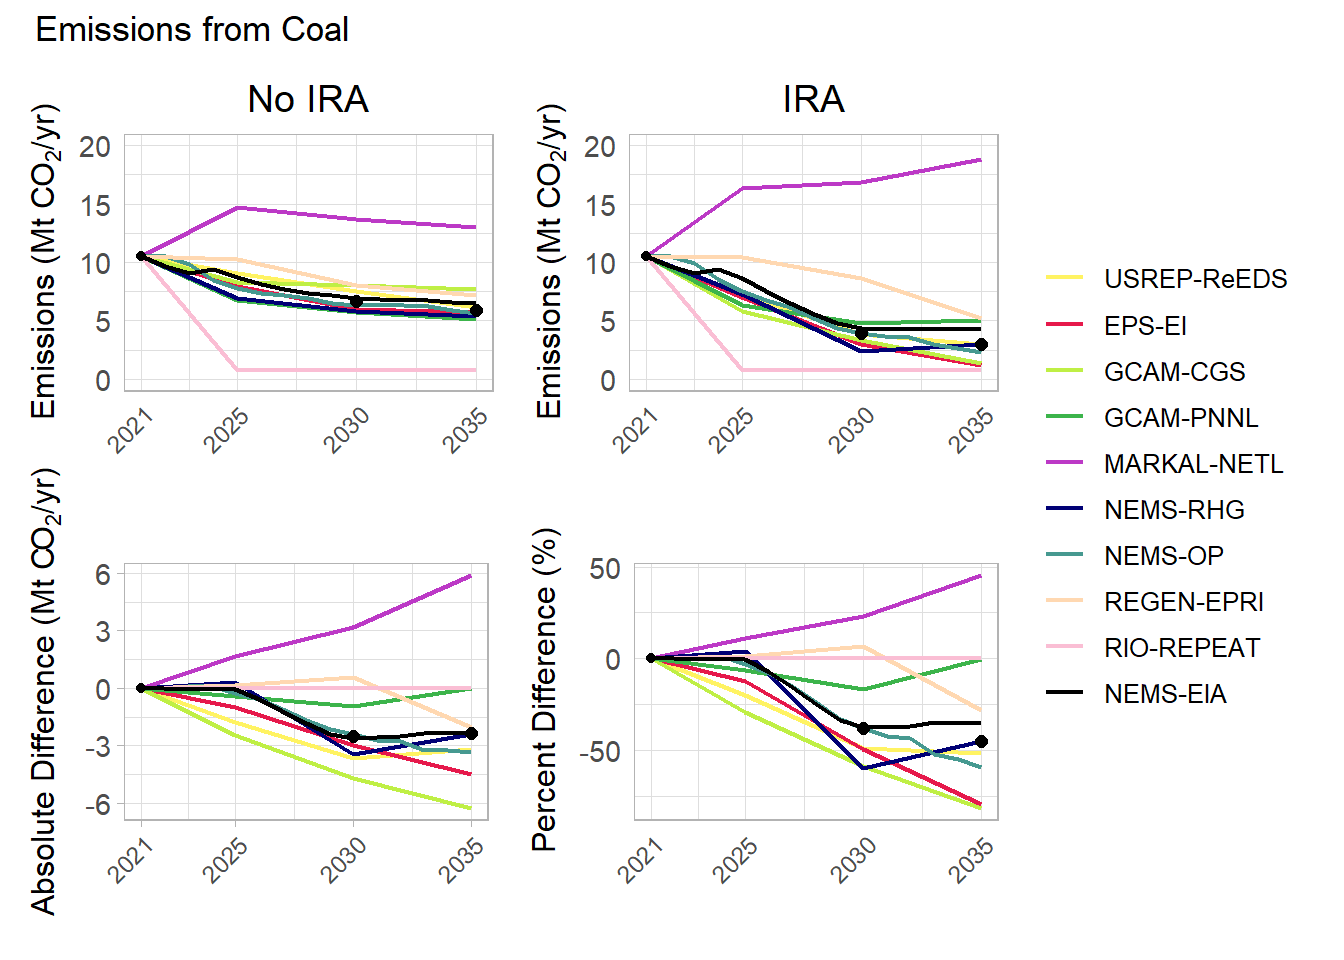 Emissions from Coal
No IRA
Emissions (Mt CO₂/yr)
20
15
10
5
0
2021
2025
2030
2035
IRA
Emissions (Mt CO₂/yr)
20
15
10
5
0
2021
2025
2030
2035
USREP-ReEDS
EPS-EI
GCAM-CGS
GCAM-PNNL
MARKAL-NETL
NEMS-RHG
NEMS-OP
REGEN-EPRI
RIO-REPEAT
NEMS-EIA
Absolute Difference (Mt CO₂/yr)
6
3
0
-3
-6
2021
2025
2030
2035
Percent Difference (%)
50
0
-50
2021
2025
2030
2035